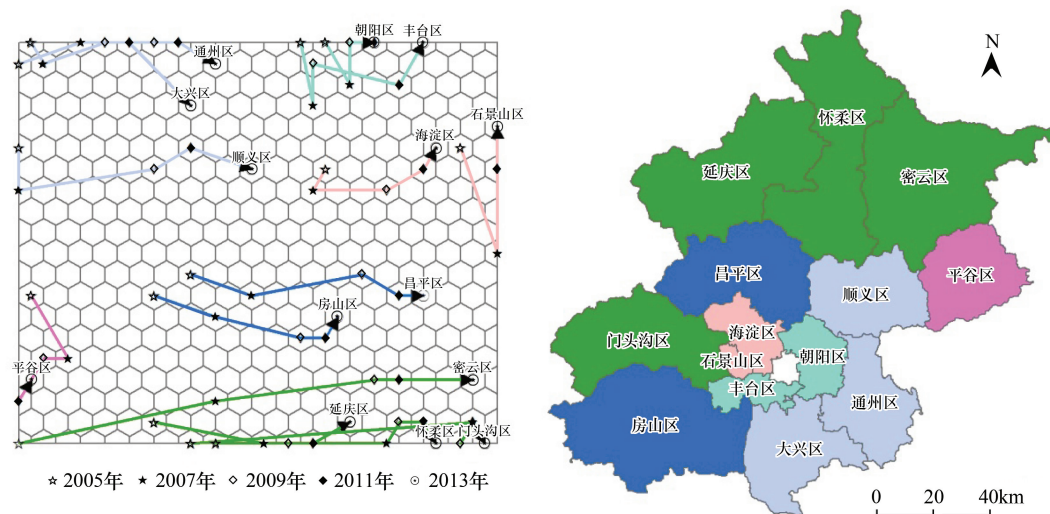 朝阳区
丰台区
通州区
大兴区
石景山区
海淀区
顺义区
昌平区
房山区
平谷区
密云区
延庆区
怀柔区
门头沟区
2005年
2007年
2009年
2011年
2013年
N
怀柔区
延庆区
密云区
昌平区
平谷区
顺义区
海淀区
门头沟区
石景山区
朝阳区
丰台区
通州区
房山区
大兴区
0 20 40km